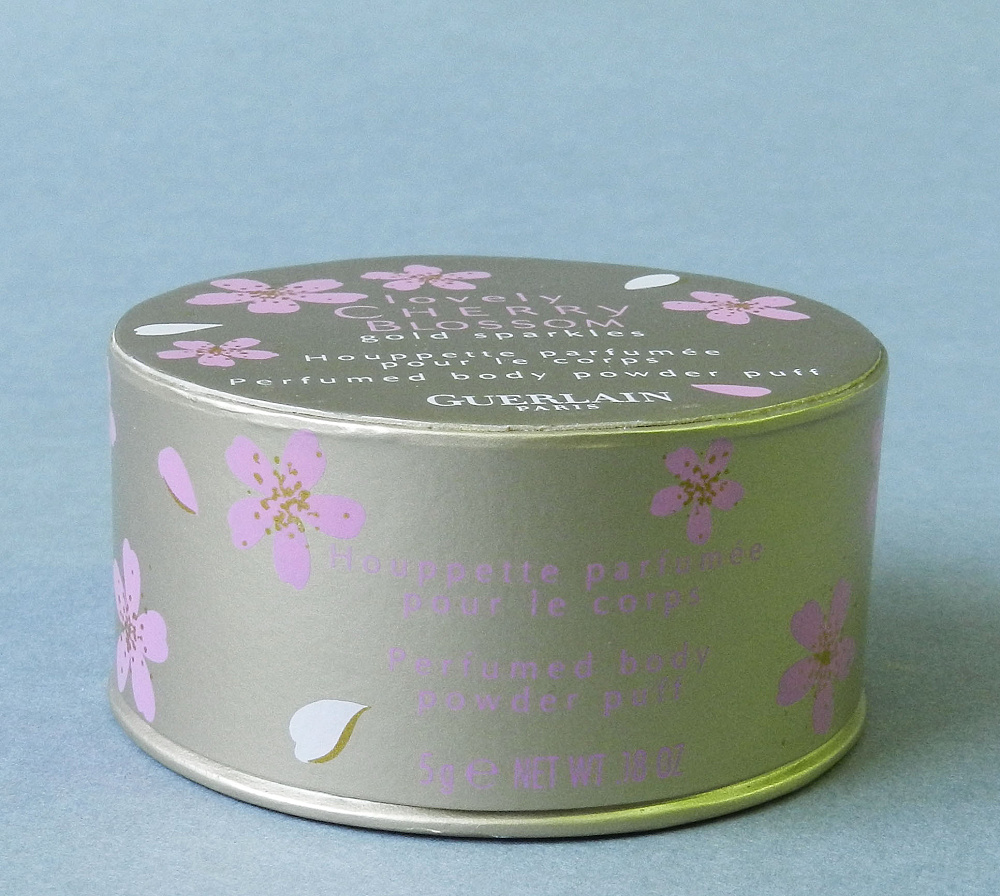 lovely
CHERRY
BLOSSOM
gold sparkles
Houppette parfumée
pour le corps
Perfumed body powder puff
GUERLAIN
PARIS
Houppette parfumée
pour le corps
Perfumed body
powder puff
5g ℮ NET WT .18 OZ